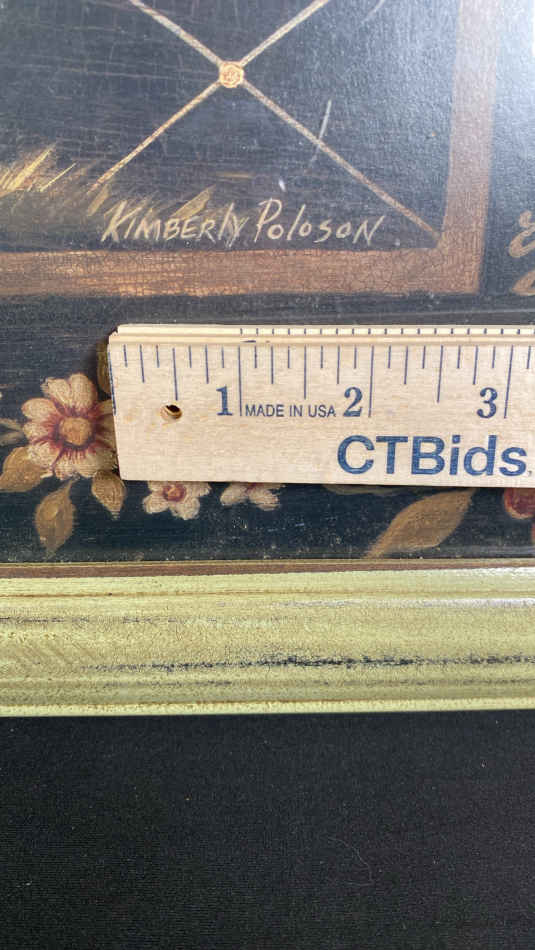 Kimberly Poloson
1 MADE IN USA 2 3
CTBids.